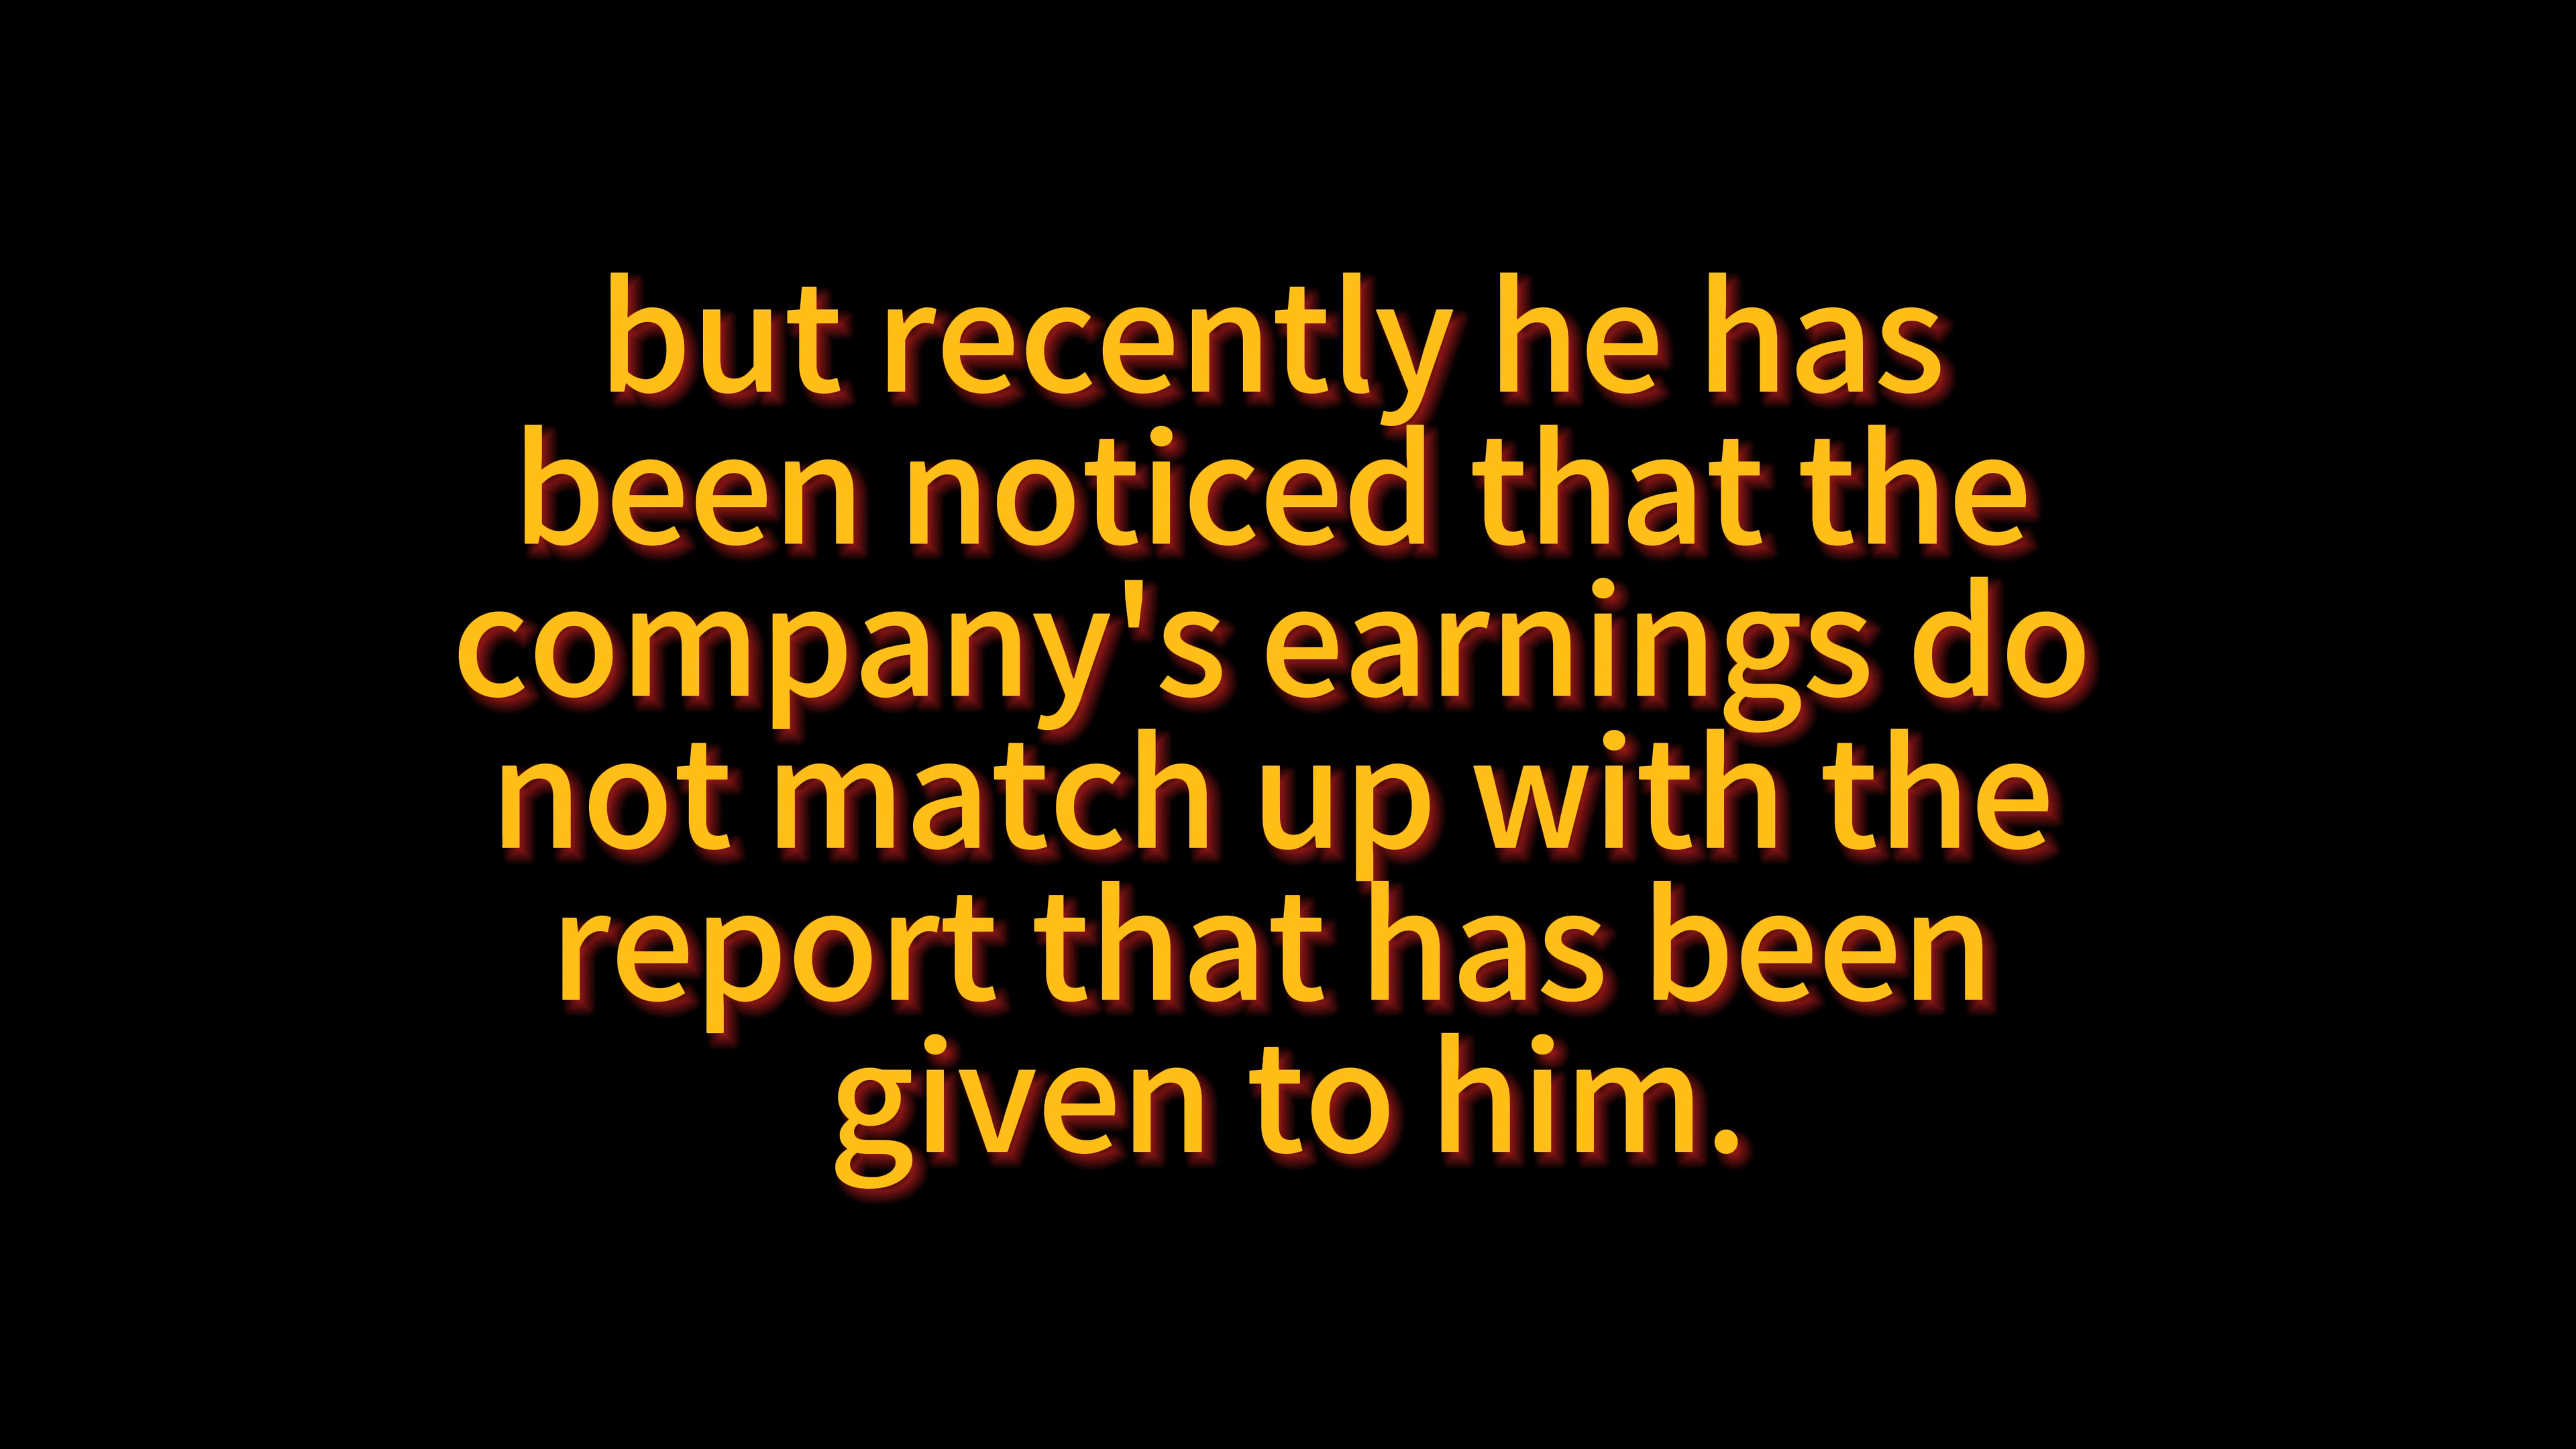 but recently he has
been noticed that the
company's earnings do
not match up with the
report that has been
given to him.